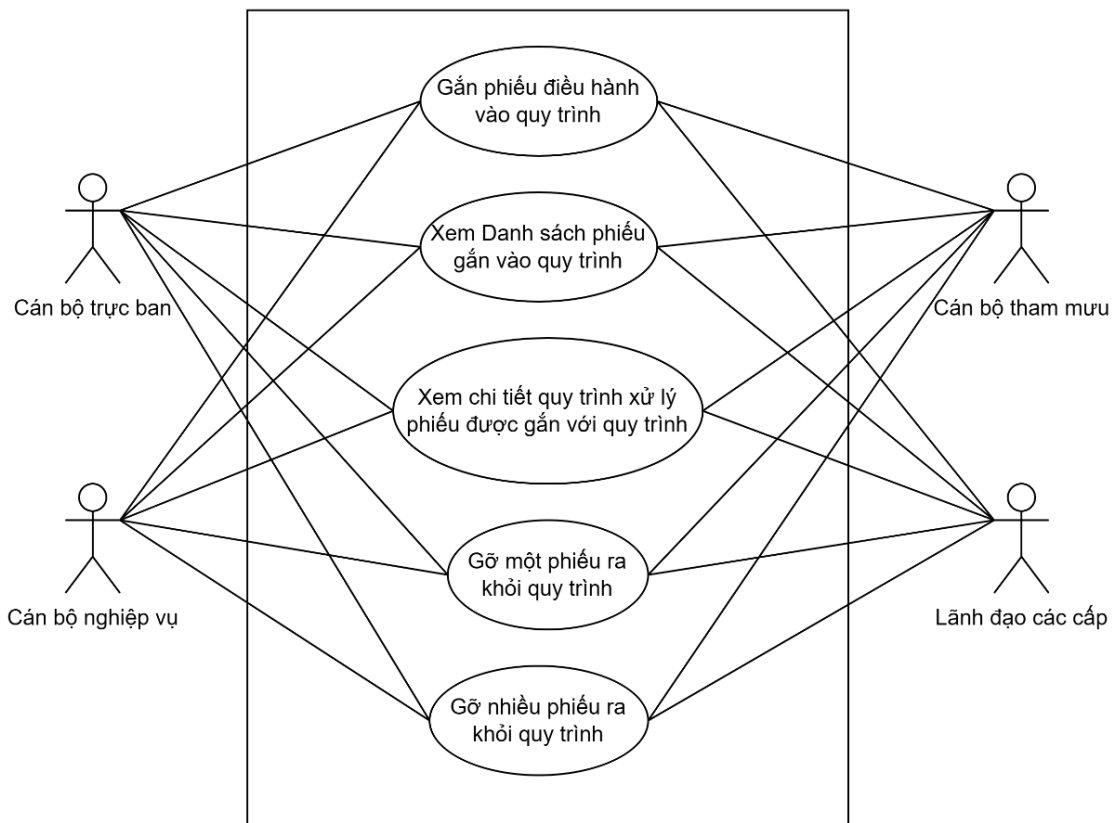 Gắn phiếu điều hành
vào quy trình
Xem Danh sách phiếu
gắn vào quy trình
Cán bộ trực ban
Cán bộ tham mưu
Xem chi tiết quy trình xử lý
phiếu được gắn với quy trình
Gỡ một phiếu ra
khỏi quy trình
Cán bộ nghiệp vụ
Lãnh đạo các cấp
Gỡ nhiều phiếu ra
khỏi quy trình